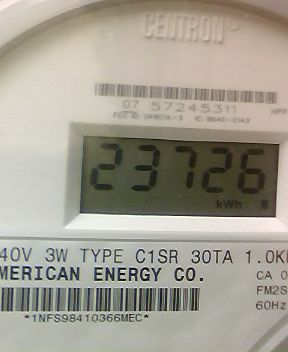 CENTRON
07 57245311
23726
kWh
40V 3W TYPE C1SR 30TA 1.0K
MERICAN ENERGY CO.
CA 0
FM2S
60Hz
*1NFS98410366MEC*